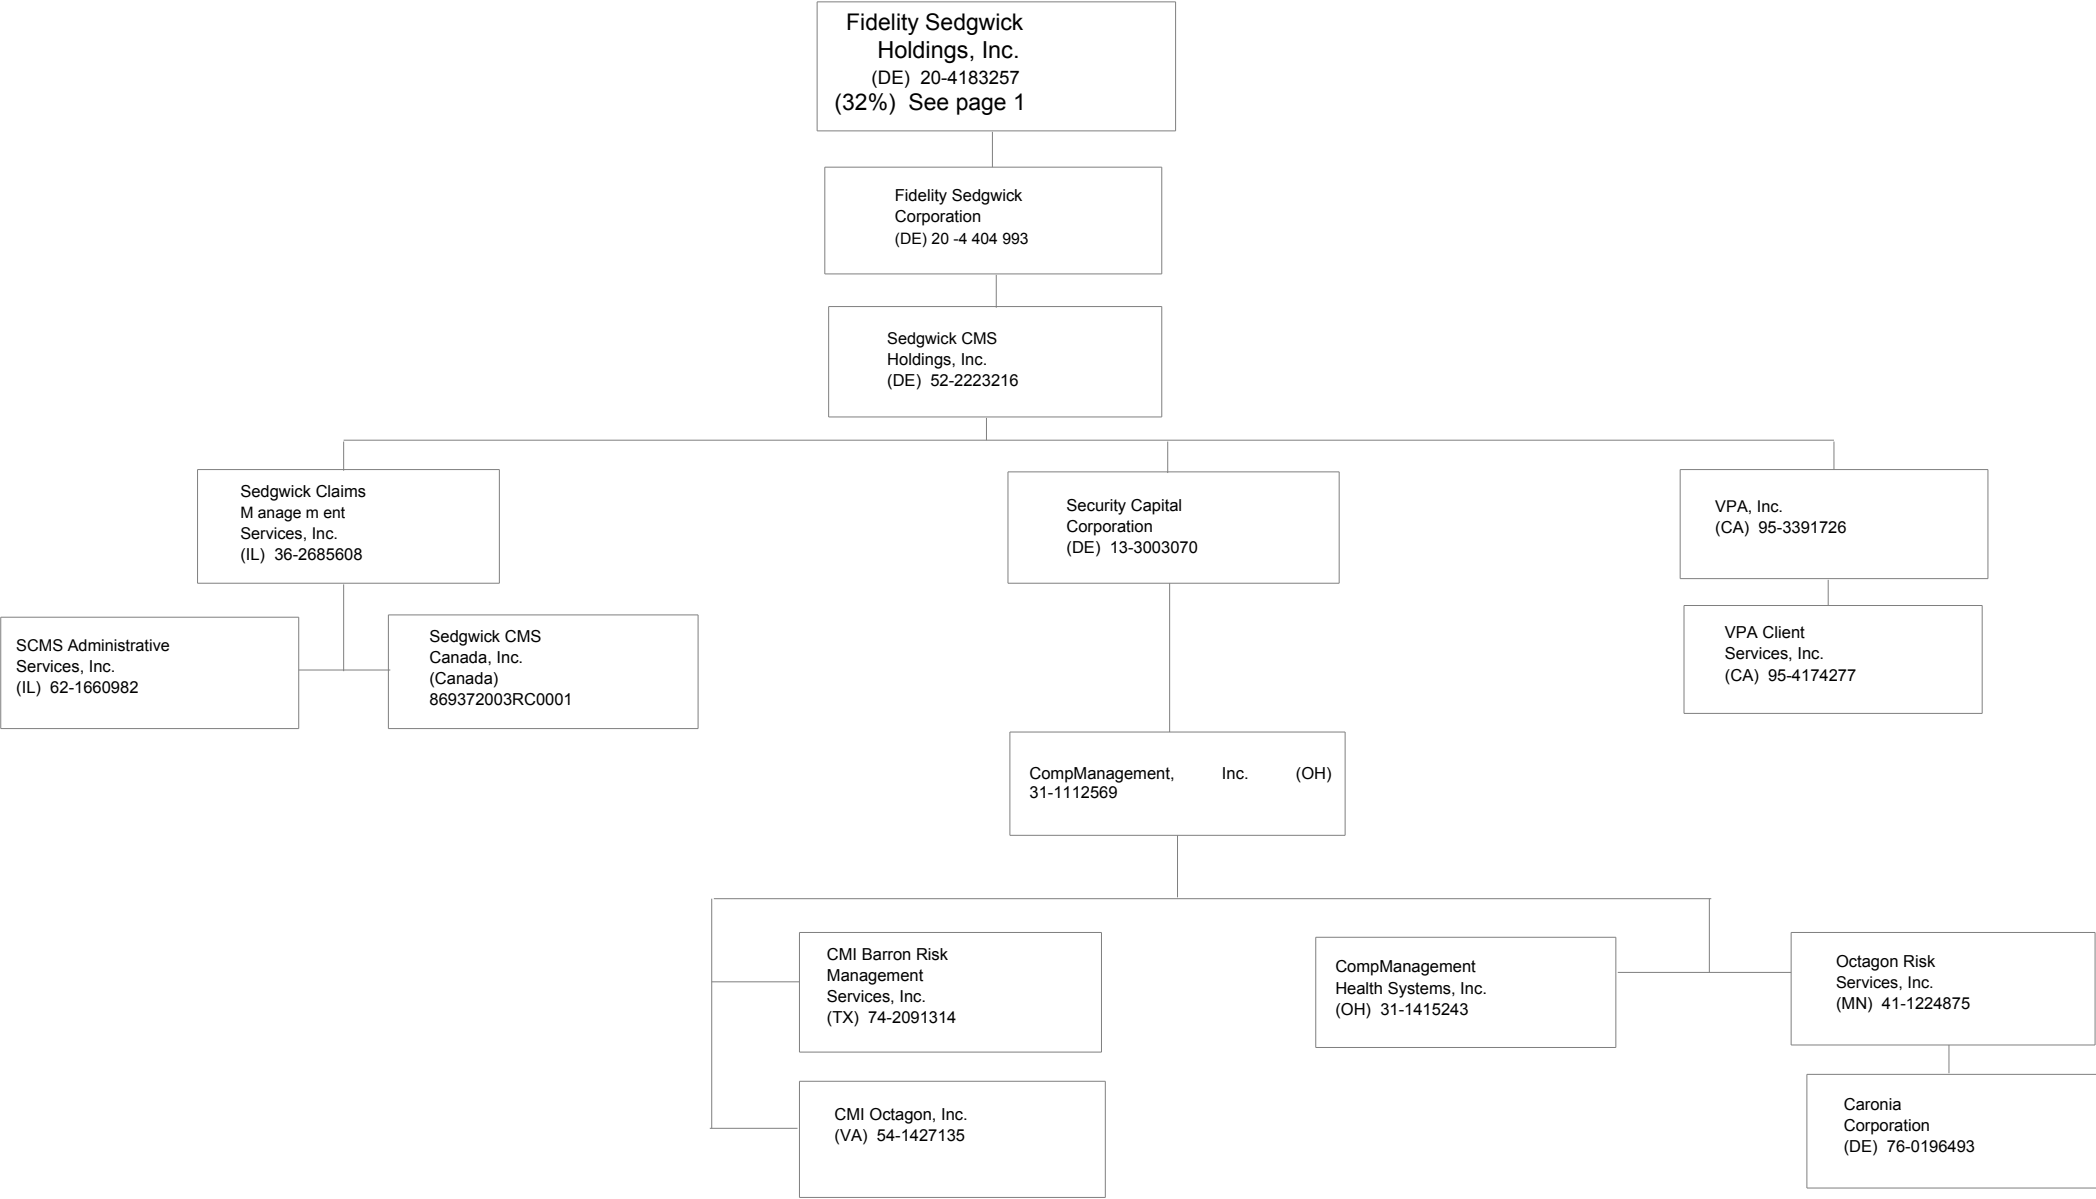 Fidelity Sedgwick
Holdings, Inc.
(DE) 20-4183257
(32%) See page 1
Fidelity Sedgwick
Corporation
(DE) 20 -4 404 993
Sedgwick CMS
Holdings, Inc.
(DE) 52-2223216
Sedgwick Claims
M anage m ent
Services, Inc.
(IL) 36-2685608
Security Capital
Corporation
(DE) 13-3003070
VPA, Inc.
(CA) 95-3391726
SCMS Administrative
Services, Inc.
(IL) 62-1660982
Sedgwick CMS
Canada, Inc.
(Canada)
869372003RC0001
VPA Client
Services, Inc.
(CA) 95-4174277
CompManagement, Inc. (OH)
31-1112569
CMI Barron Risk
Management
Services, Inc.
(TX) 74-2091314
CompManagement
Health Systems, Inc.
(OH) 31-1415243
Octagon Risk
Services, Inc.
(MN) 41-1224875
CMI Octagon, Inc.
(VA) 54-1427135
Caronia
Corporation
(DE) 76-0196493